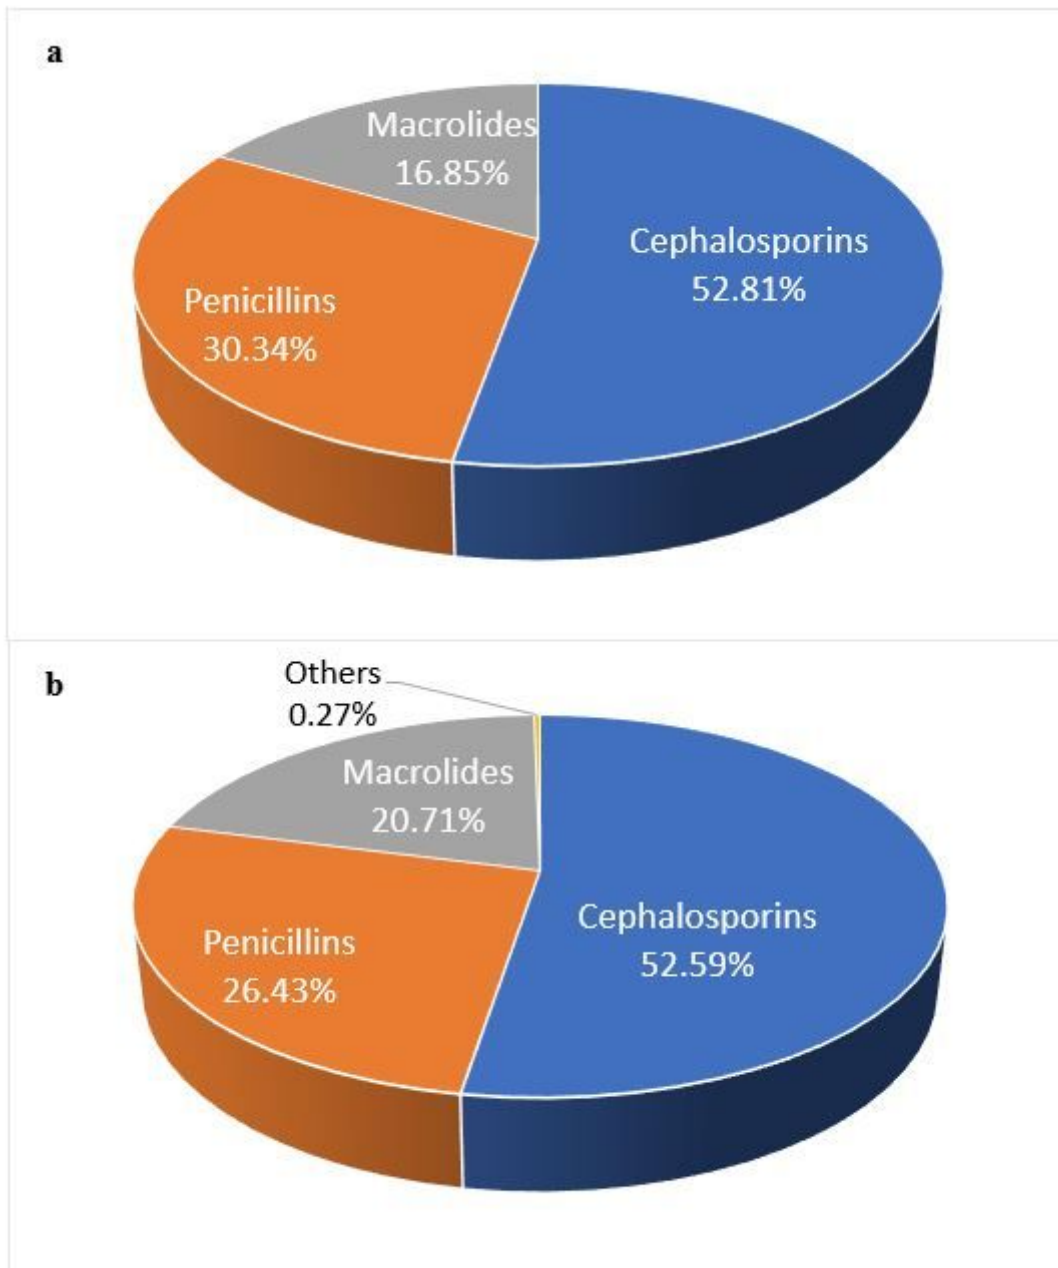 a
Macrolides
16.85%
Cephalosporins
52.81%
Penicillins
30.34%
b
Others
0.27%
Macrolides
20.71%
Cephalosporins
52.59%
Penicillins
26.43%